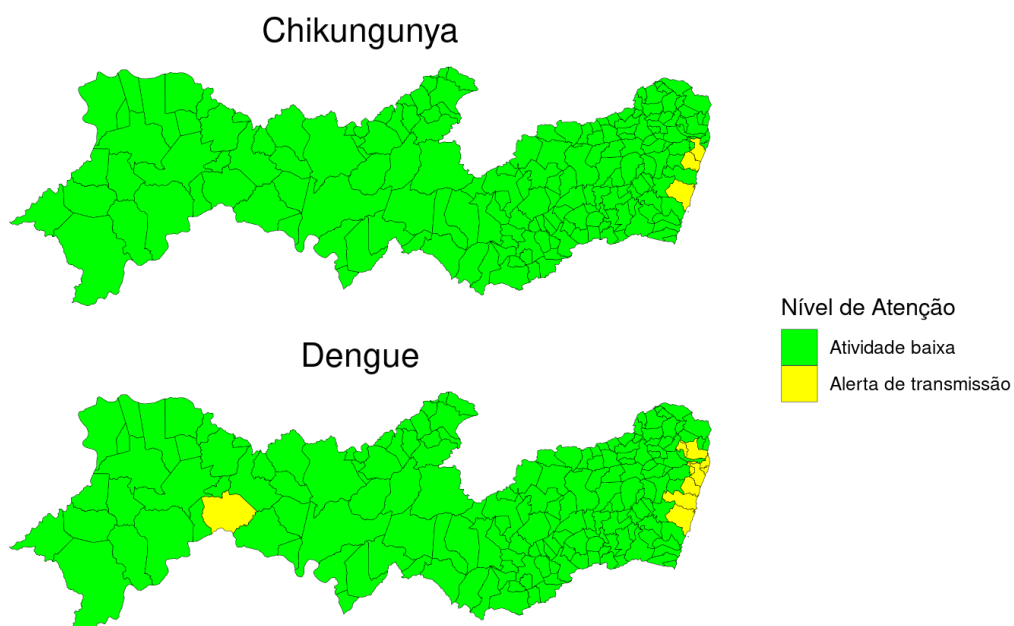 Chikungunya
Nível de Atenção
Atividade baixa
Alerta de transmissão
Dengue